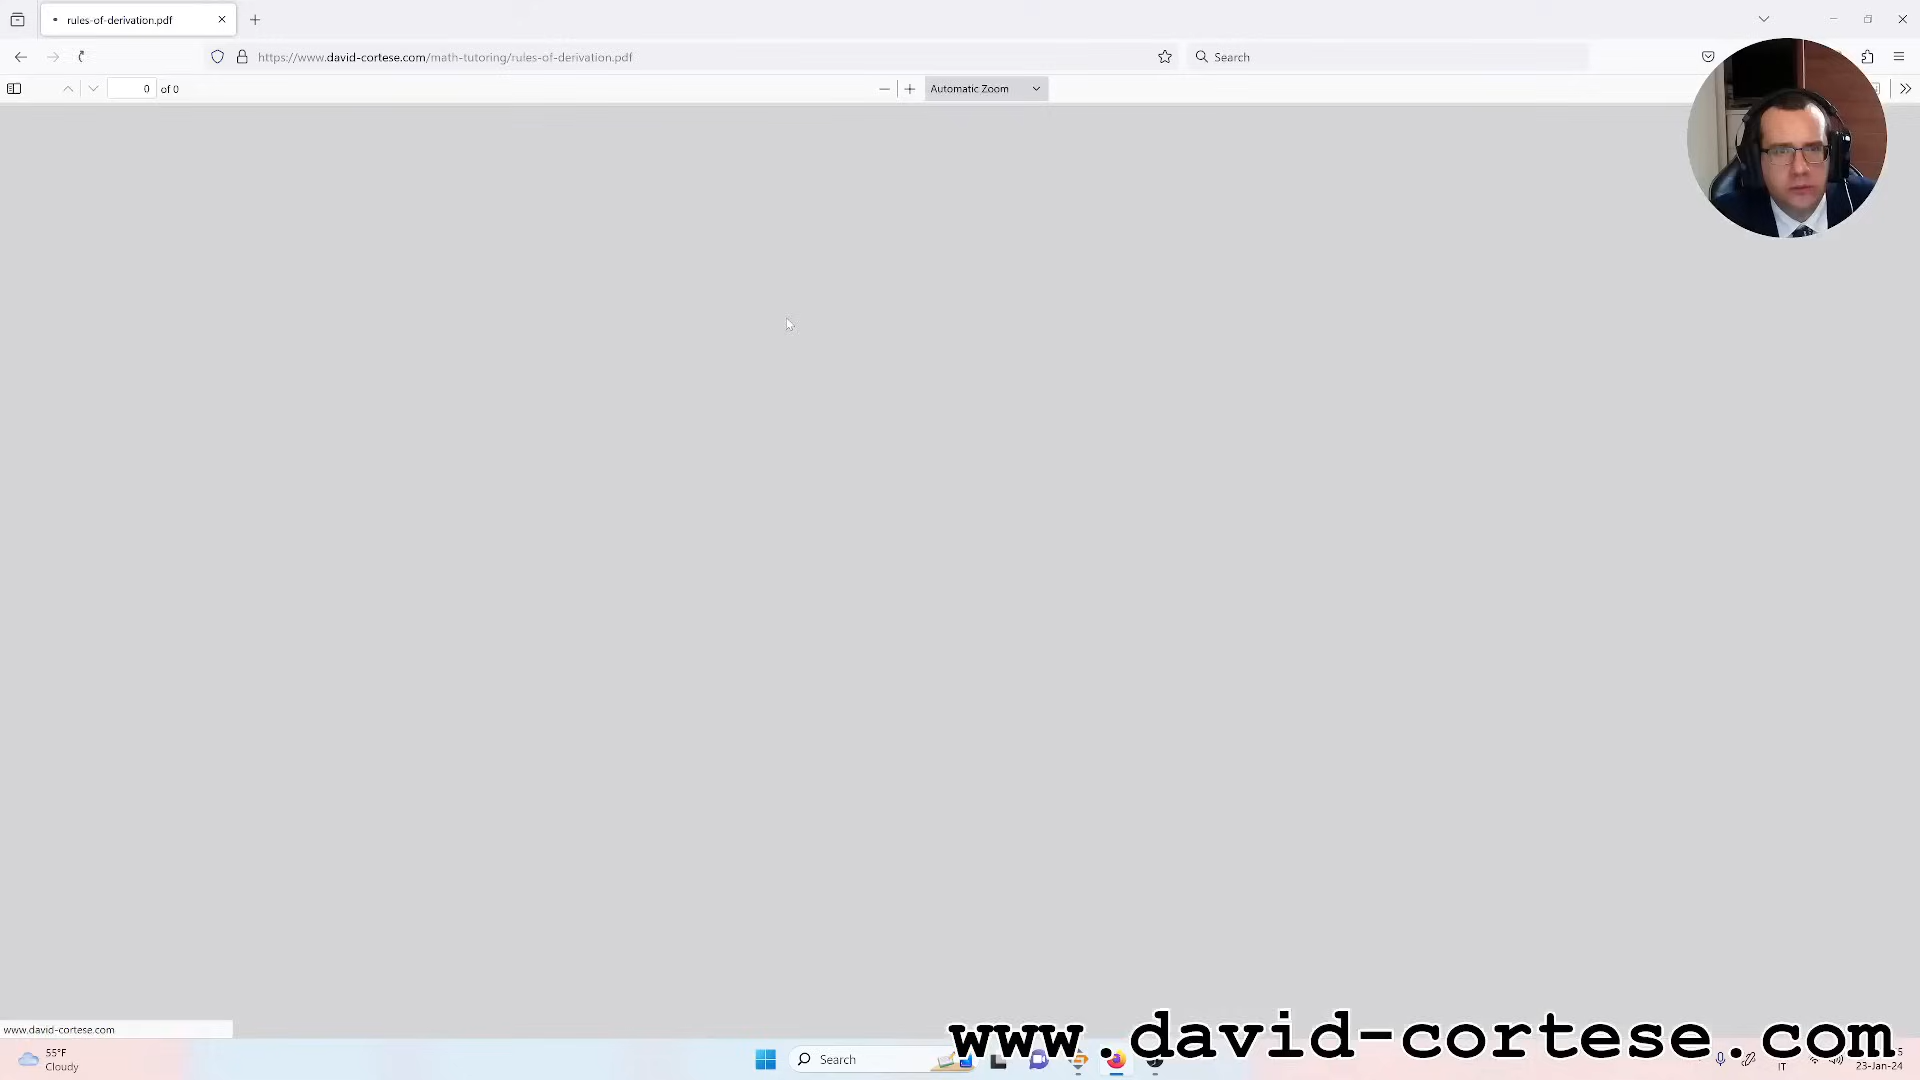 rules-of-derivation.pdf
https://www.david-cortese.com/math-tutoring/rules-of-derivation.pdf
Search
0 of 0
Automatic Zoom
www.david-cortese.com
www.david-cortese.com
55°F
Cloudy
Search
IT
23-Jan-24